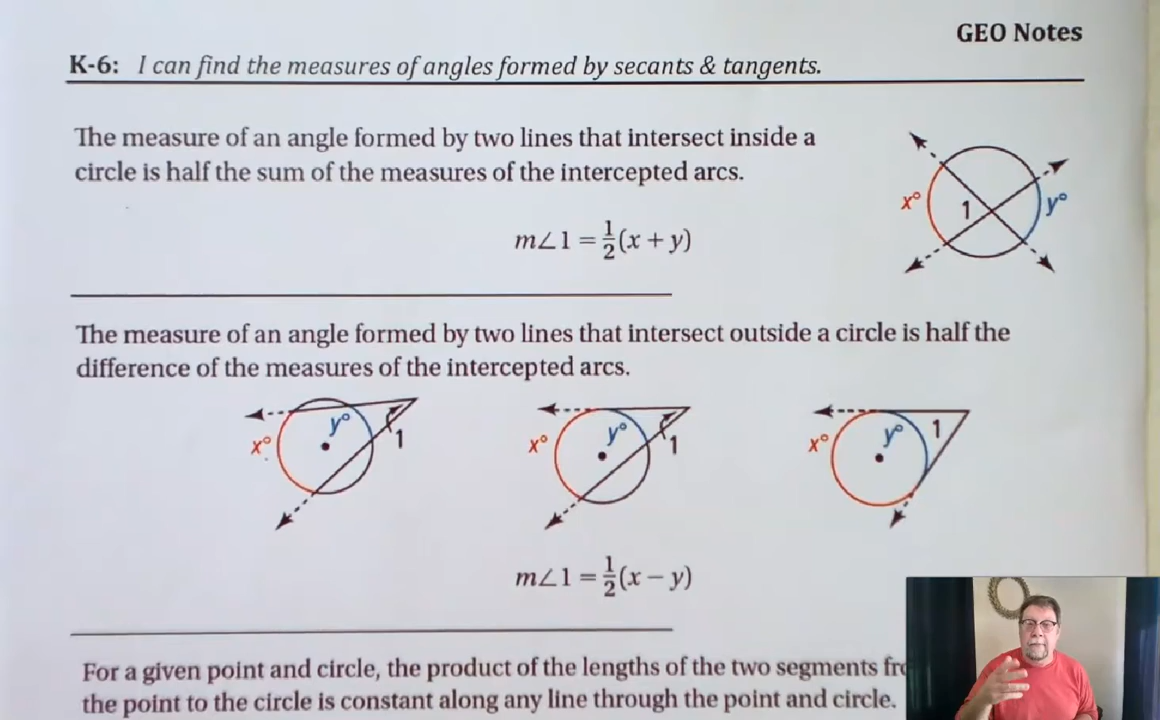 GEO Notes
K-6: I can find the measures of angles formed by secants & tangents.
The measure of an angle formed by two lines that intersect inside a
circle is half the sum of the measures of the intercepted arcs.
x° 1 y°
m∠1 = 1/2(x + y)
The measure of an angle formed by two lines that intersect outside a circle is half the
difference of the measures of the intercepted arcs.
x° y° 1
x° y° 1
x° y° 1
m∠1 = 1/2(x − y)
For a given point and circle, the product of the lengths of the two segments
the point to the circle is constant along any line through the point and circle.